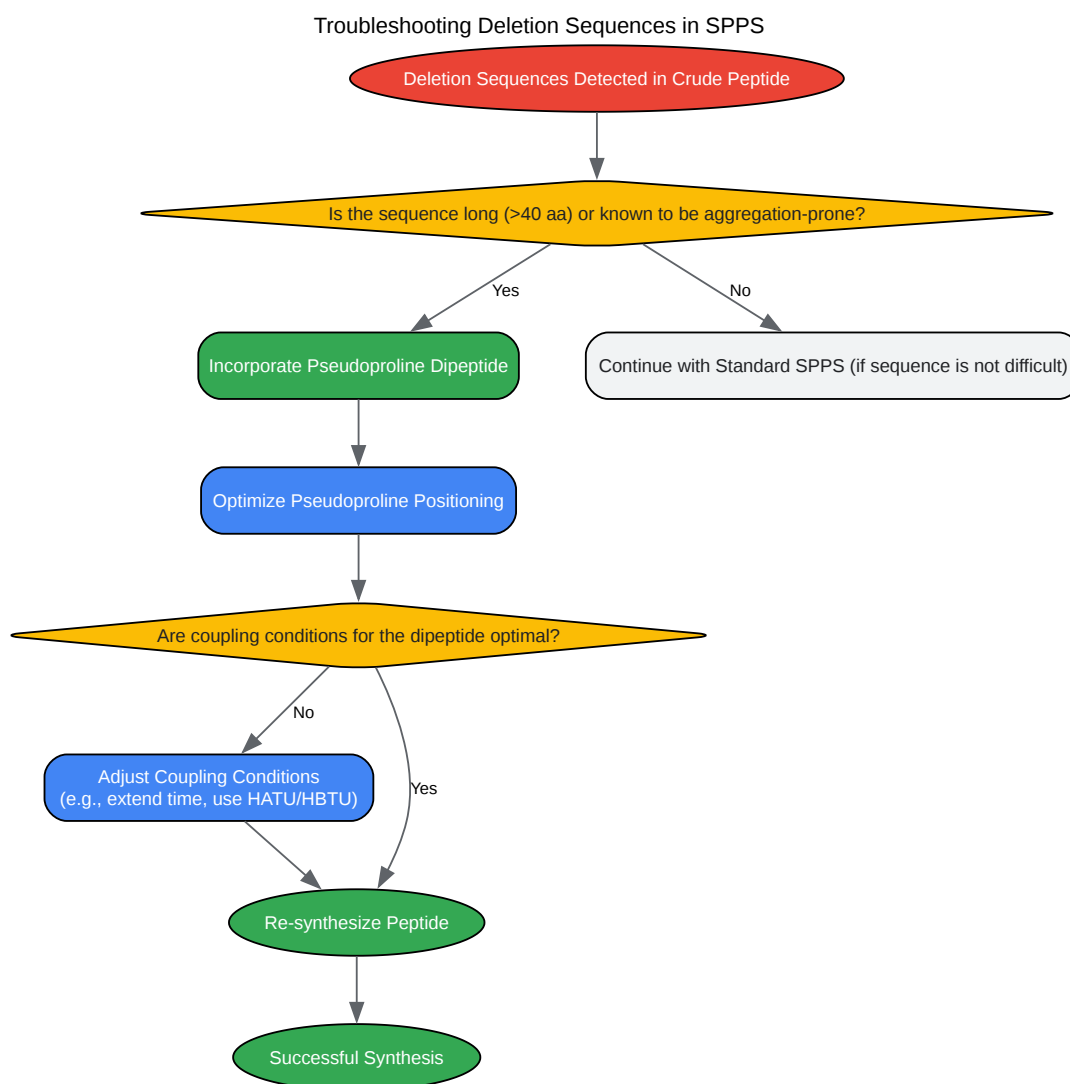 Troubleshooting Deletion Sequences in SPPS
Deletion Sequences Detected in Crude Peptide
Is the sequence long (>40 aa) or known to be aggregation-prone?
Yes
No
Incorporate Pseudoproline Dipeptide
Continue with Standard SPPS (if sequence is not difficult)
Optimize Pseudoproline Positioning
Are coupling conditions for the dipeptide optimal?
No
Adjust Coupling Conditions
(e.g., extend time, use HATU/HBTU)
Yes
Re-synthesize Peptide
Successful Synthesis